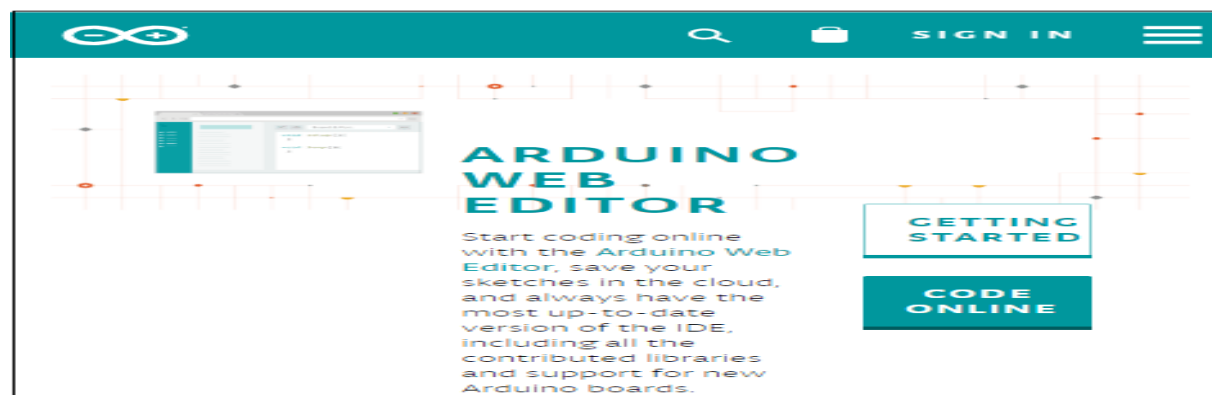 SIGN IN
ARDUINO
WEB
EDITOR
Start coding online
with the Arduino Web
Editor, save your
sketches in the cloud,
and always have the
most up-to-date
version of the IDE,
including all the
contributed libraries
and support for new
Arduino boards.
GETTING
STARTED
CODE
ONLINE